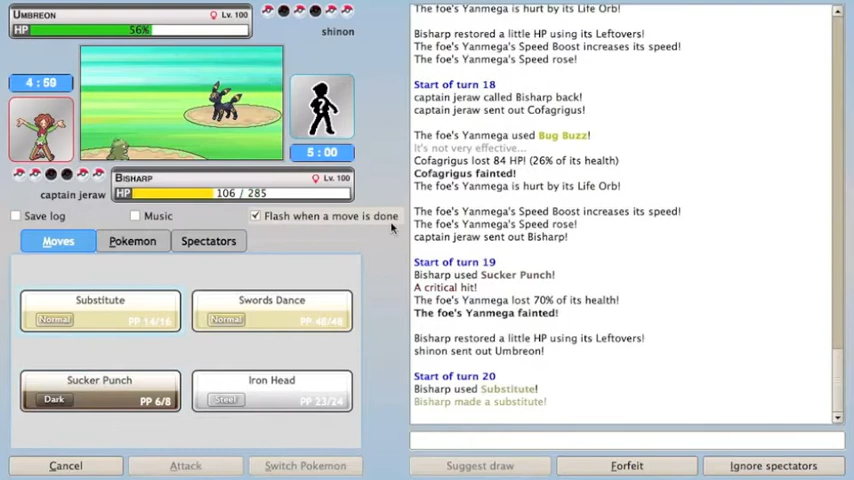 UMBREON Lv. 100
HP 56%
shinon
4 : 59
5 : 00
BISHARP Lv. 100
HP 106 / 285
captain jeraw
Save log
Music
Flash when a move is done
Moves
Pokemon
Spectators
Substitute
Normal PP 14/16
Swords Dance
Normal PP 48/48
Sucker Punch
Dark PP 6/8
Iron Head
Steel PP 23/24
Cancel
Attack
Switch Pokemon
The foe's Yanmega is hurt by its Life Orb!
Bisharp restored a little HP using its Leftovers!
The foe's Yanmega's Speed Boost increases its speed!
The foe's Yanmega's Speed rose!
Start of turn 18
captain jeraw called Bisharp back!
captain jeraw sent out Cofagrigus!
The foe's Yanmega used Bug Buzz!
It's not very effective...
Cofagrigus lost 84 HP! (26% of its health)
Cofagrigus fainted!
The foe's Yanmega is hurt by its Life Orb!
The foe's Yanmega's Speed Boost increases its speed!
The foe's Yanmega's Speed rose!
captain jeraw sent out Bisharp!
Start of turn 19
Bisharp used Sucker Punch!
A critical hit!
The foe's Yanmega lost 70% of its health!
The foe's Yanmega fainted!
Bisharp restored a little HP using its Leftovers!
shinon sent out Umbreon!
Start of turn 20
Bisharp used Substitute!
Bisharp made a substitute!
Suggest draw
Forfeit
Ignore spectators